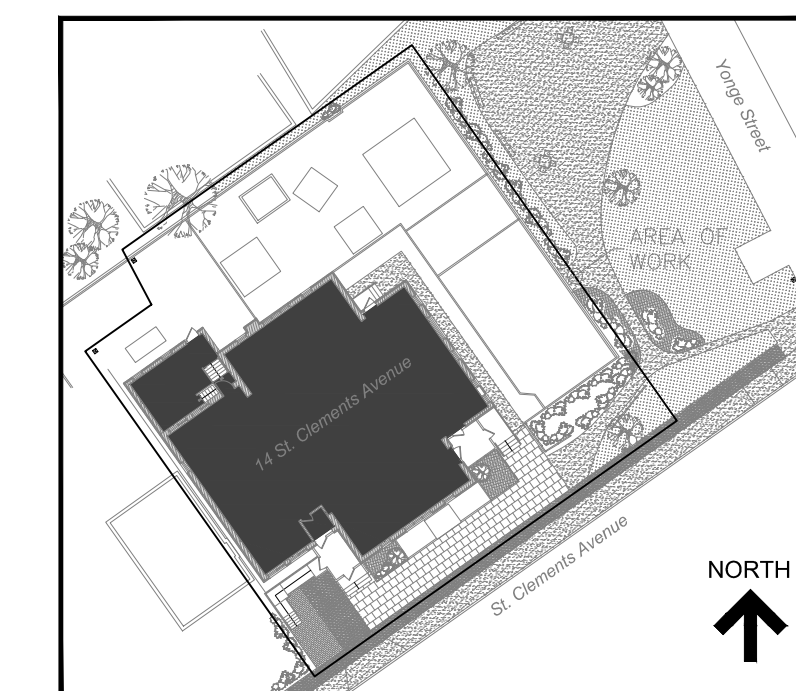 Yonge Street
AREA OF
WORK
14 St. Clements Avenue
St. Clements Avenue
NORTH